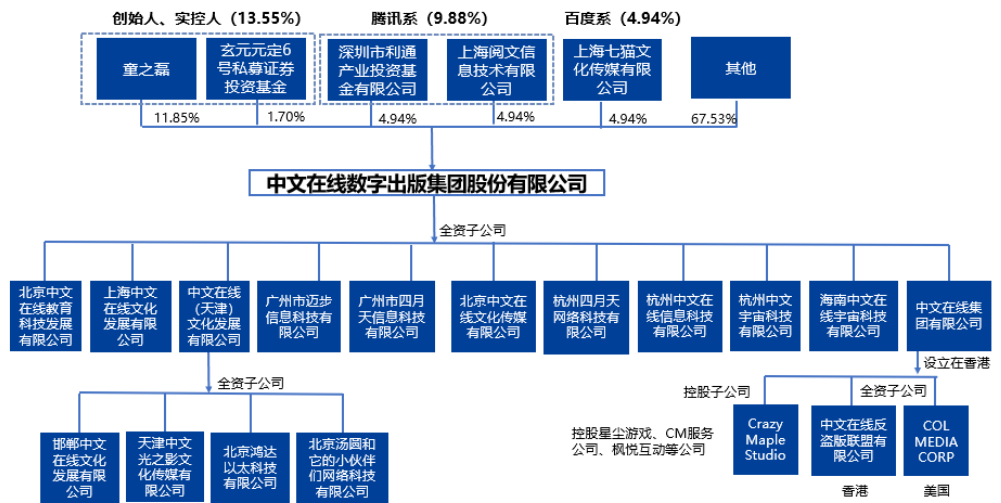 创始人、实控人（13.55%）
腾讯系（9.88%）
百度系（4.94%）
童之磊
玄元元定6
号私募证券
投资基金
深圳市利通
产业投资基
金有限公司
上海阅文信
息技术有限
公司
上海七猫文
化传媒有限
公司
其他
11.85%
1.70%
4.94%
4.94%
4.94%
67.53%
中文在线数字出版集团股份有限公司
全资子公司
北京中文
在线教育
科技发展
有限公司
上海中文
在线文化
发展有限
公司
中文在线
(天津)
文化发展
有限公司
广州市迈步
信息科技有
限公司
广州市四月
天信息科技
有限公司
北京中文在
线文化传媒
有限公司
杭州四月天
网络科技有
限公司
杭州中文在
线信息科技
有限公司
杭州中文
宇宙科技
有限公司
海南中文在
线宇宙科技
有限公司
中文在线集
团有限公司
设立在香港
全资子公司
控股子公司
全资子公司
邯郸中文
在线文化
发展有限
公司
天津中文
光之影文
化传媒有
限公司
北京鸿达
以太科技
有限公司
北京汤圆和
它的小伙伴
们网络科技
有限公司
控股星尘游戏、CM服务
公司、枫悦互动等公司
Crazy
Maple
Studio
中文在线反
盗版联盟有
限公司
COL
MEDIA
CORP
香港
美国